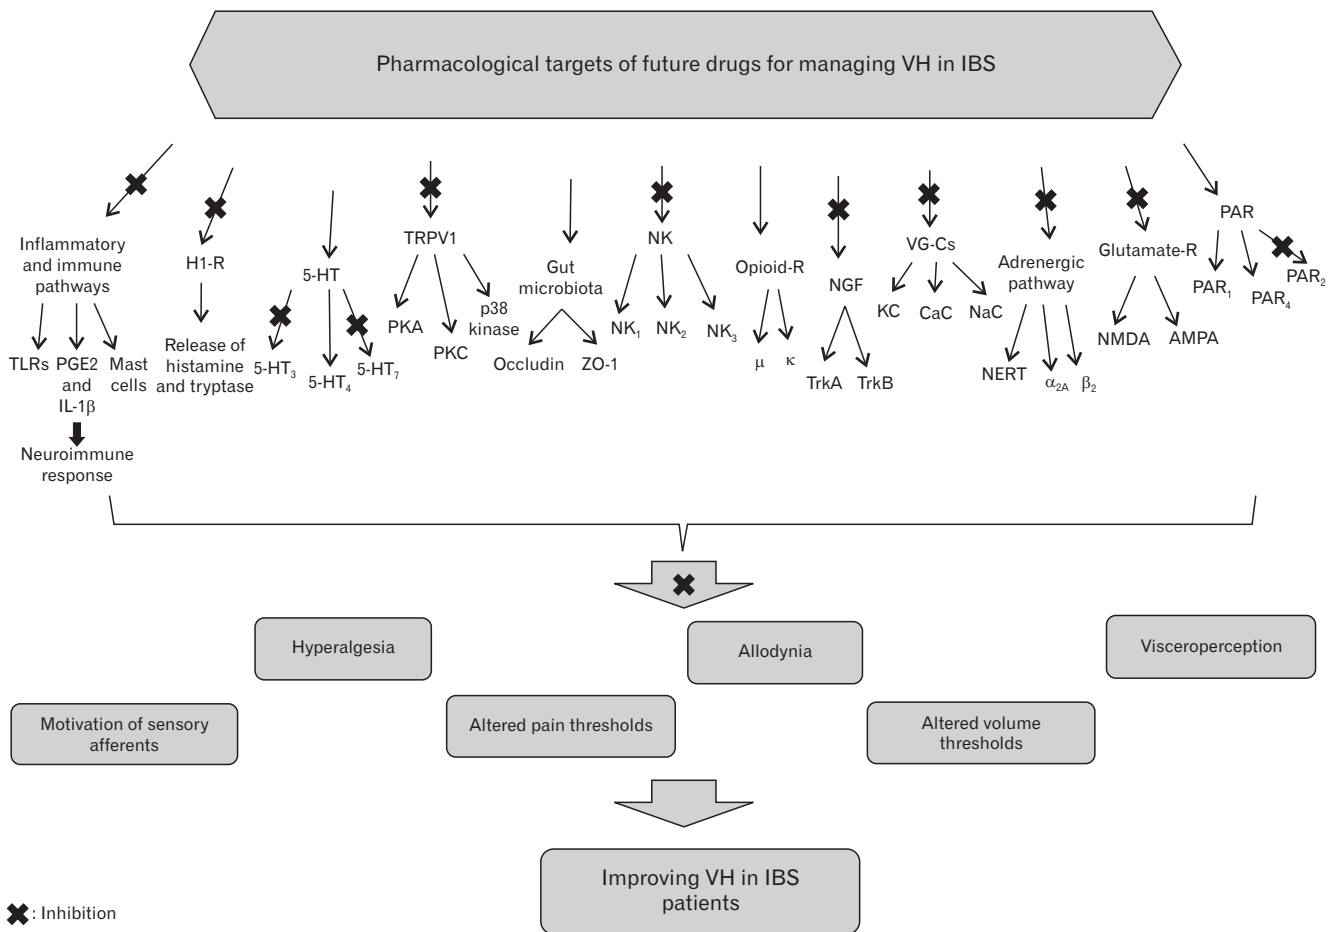 Pharmacological targets of future drugs for managing VH in IBS
Inflammatory
and immune
pathways
TLRs
PGE2
and
IL-1β
Mast
cells
Neuroimmune
response
H1-R
Release of
histamine
and tryptase
5-HT
5-HT₃
5-HT₄
5-HT₇
TRPV1
PKA
PKC
p38
kinase
Gut
microbiota
Occludin
ZO-1
NK
NK₁
NK₂
NK₃
Opioid-R
μ
κ
NGF
TrkA
TrkB
VG-Cs
KC
CaC
NaC
Adrenergic
pathway
NERT
α₂A
β₂
Glutamate-R
NMDA
AMPA
PAR
PAR₁
PAR₄
PAR₂
Hyperalgesia
Allodynia
Visceroperception
Motivation of sensory
afferents
Altered pain thresholds
Altered volume
thresholds
Improving VH in IBS
patients
: Inhibition